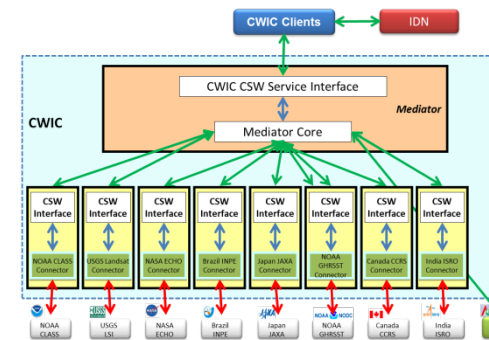 CWIC Clients
IDN
CWIC CSW Service Interface
Mediator
CWIC
Mediator Core
CSW
Interface
CSW
Interface
CSW
Interface
CSW
Interface
CSW
Interface
CSW
Interface
CSW
Interface
CSW
Interface
NOAA CLASS
Connector
USGS Landsat
Connector
NASA ECHO
Connector
Brazil INPE
Connector
Japan JAXA
Connector
NOAA
GHRSST
Connector
Canada CCRS
Connector
India ISRO
Connector
NOAA NODC
NOAA
CLASS
USGS
LSI
NASA
ECHO
Brazil
INPE
Japan
JAXA
NOAA
GHRSST
Canada
CCRS
India
ISRO